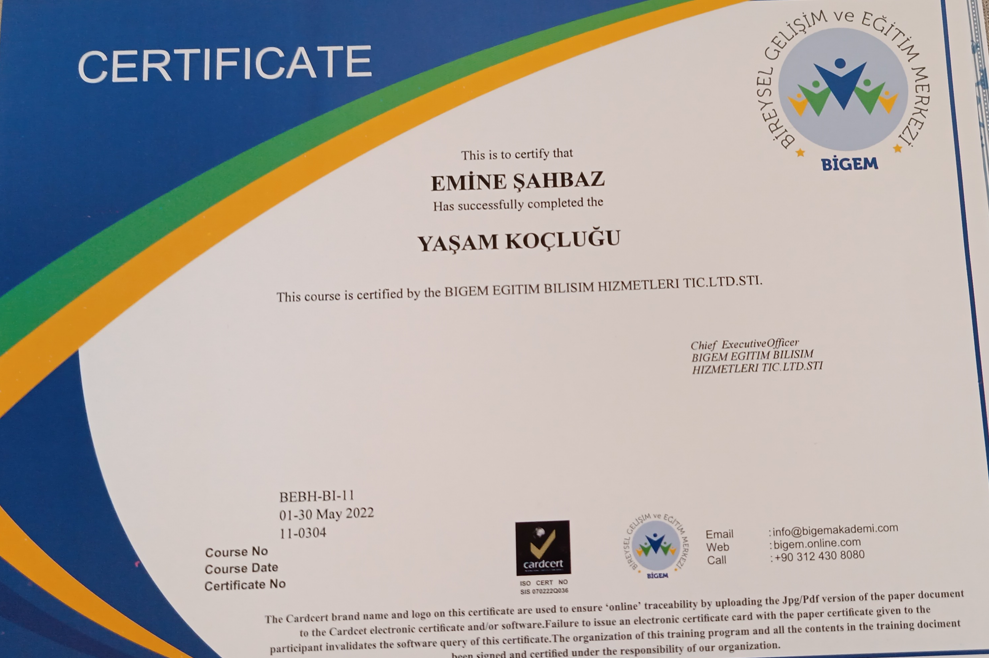 CERTIFICATE
BİREYSEL GELİŞİM ve EĞİTİM MERKEZİ
BİGEM
This is to certify that
EMİNE ŞAHBAZ
Has successfully completed the
YAŞAM KOÇLUĞU
This course is certified by the BIGEM EGITIM BILISIM HIZMETLERI TIC.LTD.STI.
Chief ExecutiveOfficer
BIGEM EGITIM BILISIM
HIZMETLERI TIC.LTD.STI
BEBH-BI-11
01-30 May 2022
11-0304
Course No
Course Date
Certificate No
cardcert
ISO CERT NO
SIS 070222Q036
BİREYSEL GELİŞİM ve EĞİTİM MERKEZİ
BİGEM
Email :info@bigemakademi.com
Web :bigem.online.com
Call :+90 312 430 8080
The Cardcert brand name and logo on this certificate are used to ensure ‘online’ traceability by uploading the Jpg/Pdf version of the paper document
to the Cardcet electronic certificate and/or software.Failure to issue an electronic certificate card with the paper certificate given to the
participant invalidates the software query of this certificate.The organization of this training program and all the contents in the training dociment
been signed and certified under the responsibility of our organization.